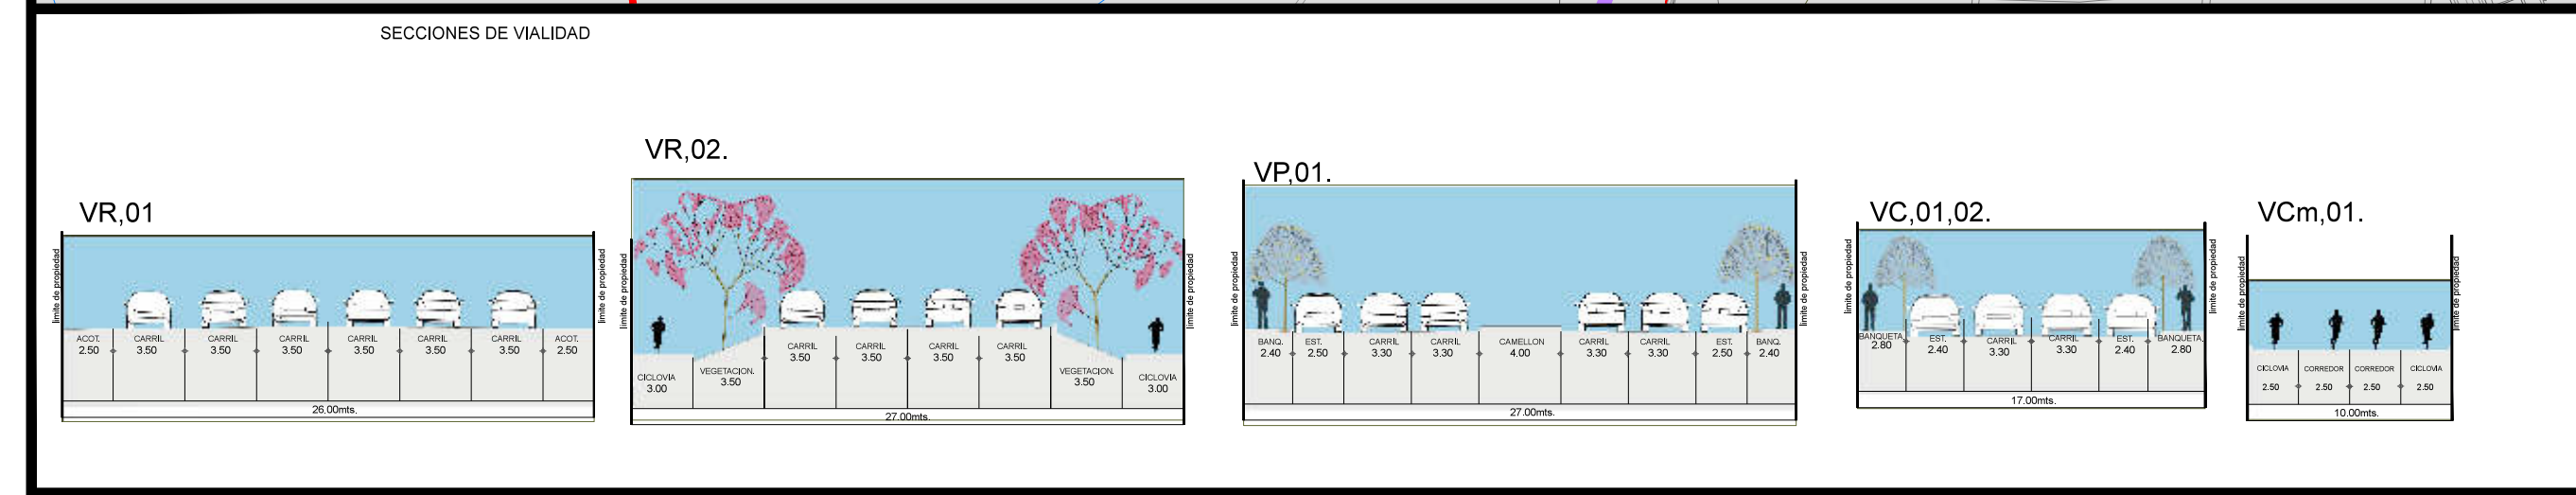 SECCIONES DE VIALIDAD
VR,01
limite de propiedad
limite de propiedad
ACOT. CARRIL CARRIL CARRIL CARRIL CARRIL CARRIL ACOT.
2.50 3.50 3.50 3.50 3.50 3.50 3.50 2.50
26.00mts.
VR,02.
limite de propiedad
limite de propiedad
CARRIL CARRIL CARRIL CARRIL
3.50 3.50 3.50 3.50
CICLOVIA VEGETACION. VEGETACION. CICLOVIA
3.00 3.50 3.50 3.00
27.00mts.
VP,01.
limite de propiedad
limite de propiedad
BANQ. EST. CARRIL CARRIL CAMELLON CARRIL CARRIL EST. BANQ.
2.40 2.50 3.30 3.30 4.00 3.30 3.30 2.50 2.40
27.00mts.
VC,01,02.
limite de propiedad
limite de propiedad
BANQUETA EST. CARRIL CARRIL EST. BANQUETA.
2.80 2.40 3.30 3.30 2.40 2.80
17.00mts.
VCm,01.
limite de propiedad
limite de propiedad
CICLOVIA CORREDOR CORREDOR CICLOVIA
2.50 2.50 2.50 2.50
10.00mts.